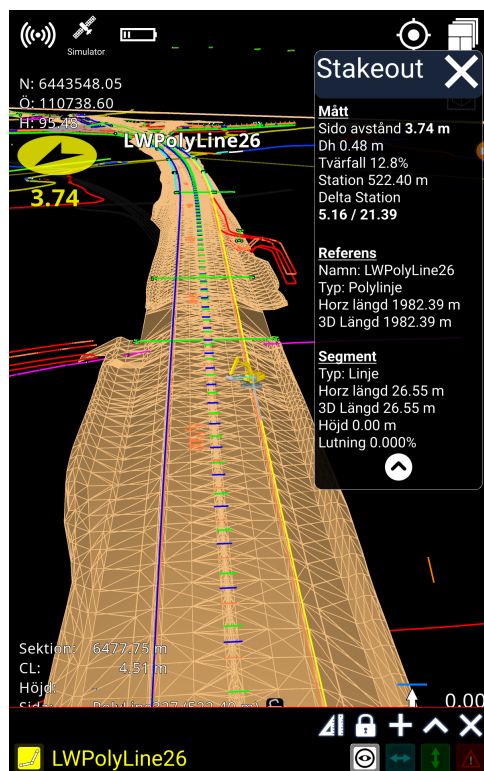 Simulator
Stakeout
N: 6443548.05
Ö: 110738.60
H: 95.48
LWPolyLine26
3.74
Mått
Sido avstånd 3.74 m
Dh 0.48 m
Tvärfall 12.8%
Station 522.40 m
Delta Station
5.16 / 21.39
Referens
Namn: LWPolyLine26
Typ: Polylinje
Horz längd 1982.39 m
3D Längd 1982.39 m
Segment
Typ: Linje
Horz längd 26.55 m
3D Längd 26.55 m
Höjd 0.00 m
Lutning 0.000%
Sektion: 6477.75 m
CL: 4.51 m
Höjd: -
0.00
LWPolyLine26